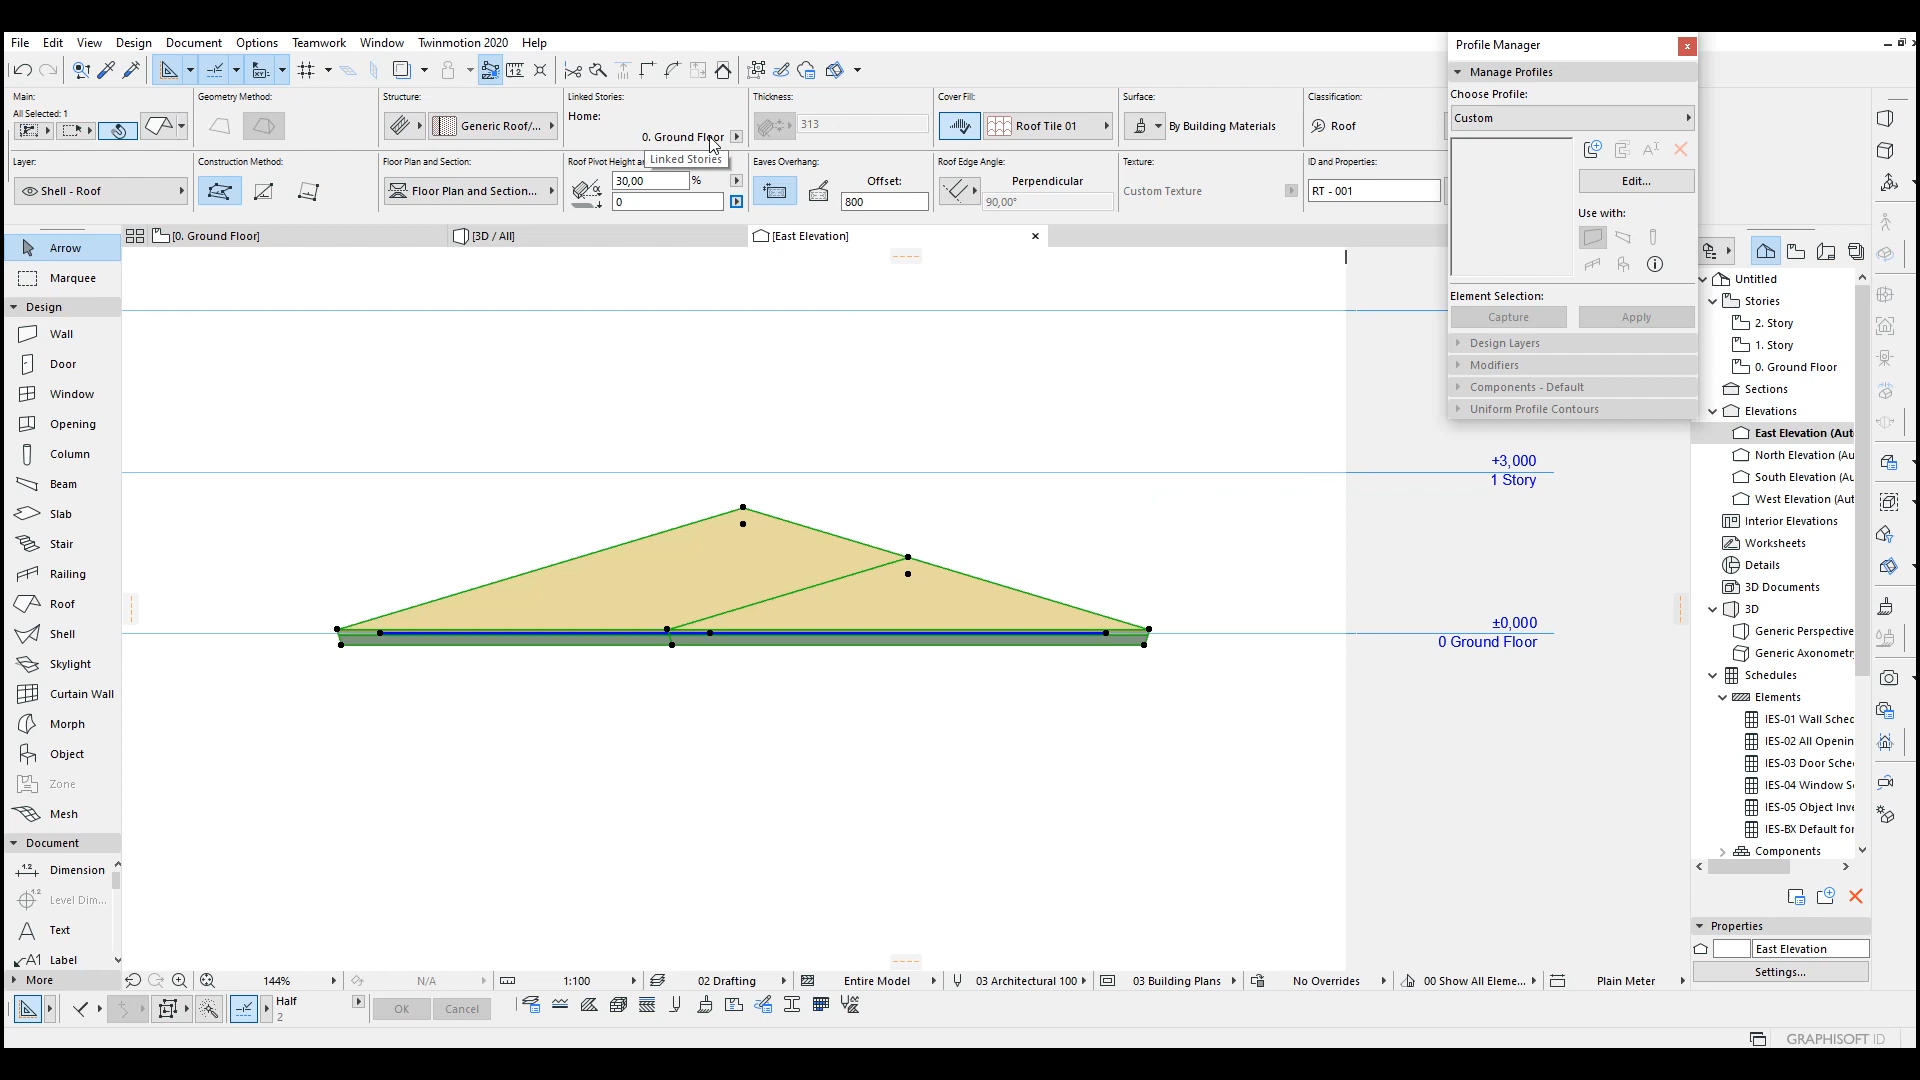 File Edit View Design Document Options Teamwork Window Twinmotion 2020 Help
Profile Manager
Manage Profiles
Choose Profile:
Custom
Edit...
Use with:
Element Selection:
Capture Apply
Design Layers
Modifiers
Components - Default
Uniform Profile Contours
Main:
All Selected: 1
Geometry Method:
Structure:
Generic Roof/...
Linked Stories:
Home:
0. Ground Floor
Linked Stories
Thickness:
313
Cover Fill:
Roof Tile 01
Surface:
By Building Materials
Classification:
Roof
Layer:
Shell - Roof
Construction Method:
Floor Plan and Section:
Floor Plan and Section...
Roof Pivot Height an
30,00 %
0
Eaves Overhang:
Offset:
800
Roof Edge Angle:
Perpendicular
90,00°
Texture:
Custom Texture
ID and Properties:
RT - 001
[0. Ground Floor]
[3D / All]
[East Elevation]
Arrow
Marquee
Design
Wall
Door
Window
Opening
Column
Beam
Slab
Stair
Railing
Roof
Shell
Skylight
Curtain Wall
Morph
Object
Zone
Mesh
Document
1.2 Dimension
1.2 Level Dim...
A Text
A1 Label
More
+3,000
1 Story
±0,000
0 Ground Floor
Untitled
Stories
2. Story
1. Story
0. Ground Floor
Sections
Elevations
East Elevation (Aut
North Elevation (Au
South Elevation (Au
West Elevation (Aut
Interior Elevations
Worksheets
Details
3D Documents
3D
Generic Perspective
Generic Axonometr
Schedules
Elements
IES-01 Wall Sched
IES-02 All Openin
IES-03 Door Sche
IES-04 Window S
IES-05 Object Inve
IES-BX Default for
Components
Properties
East Elevation
Settings...
144%
N/A
1:100
02 Drafting
Entire Model
03 Architectural 100
03 Building Plans
No Overrides
00 Show All Eleme...
Plain Meter
Half
2
OK
Cancel
GRAPHISOFT ID